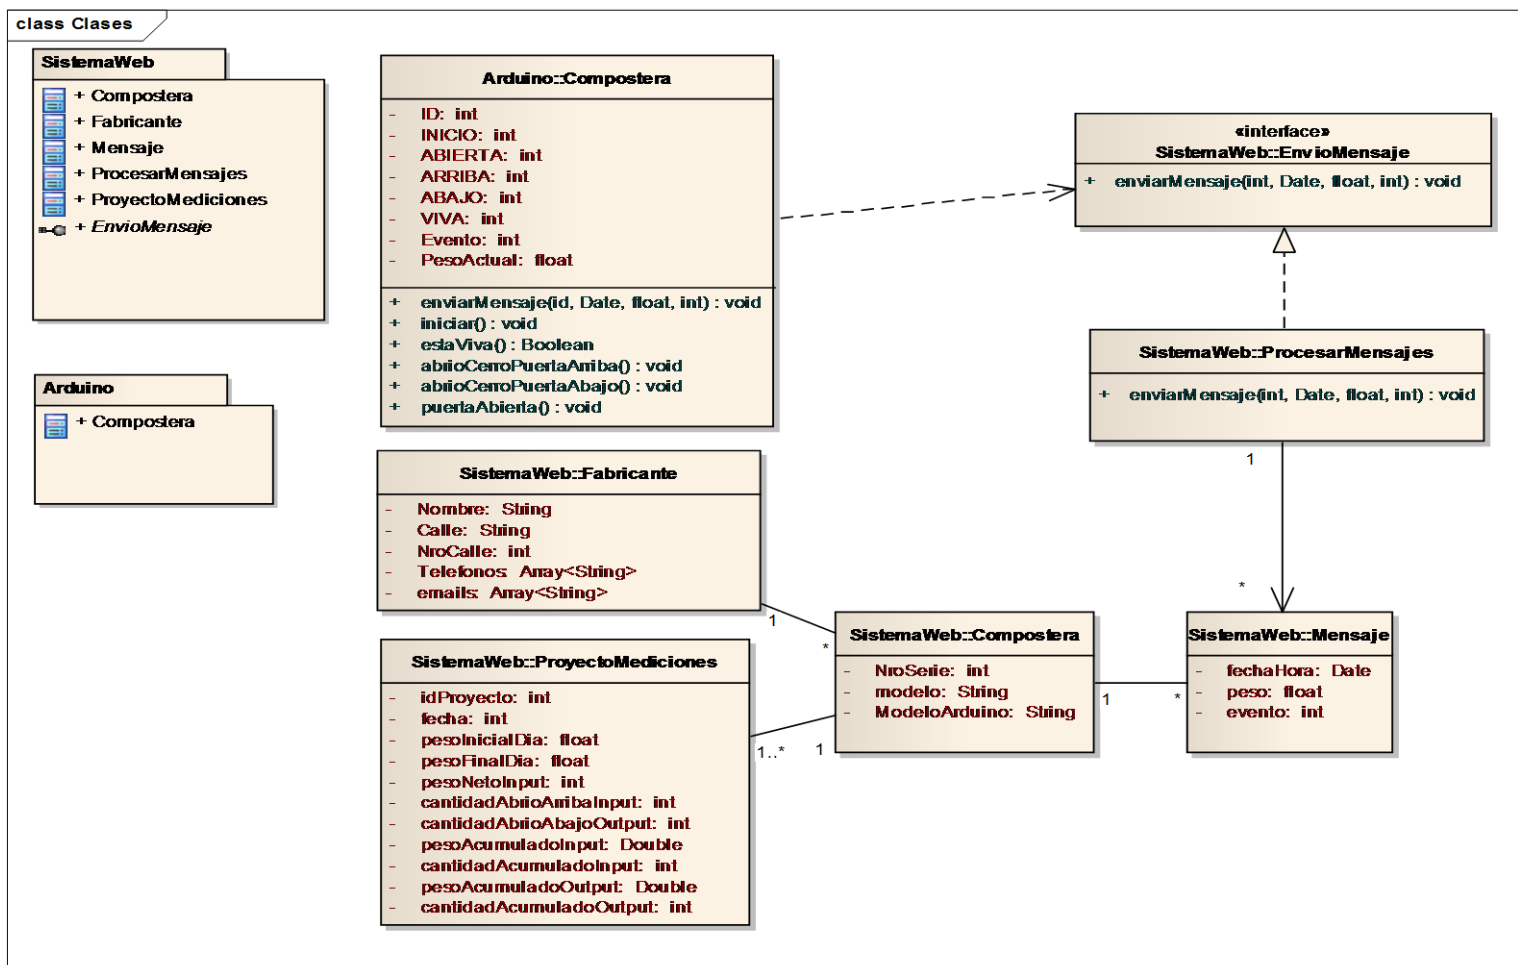 class Clases
SistemaWeb
+ Compostera
+ Fabricante
+ Mensaje
+ ProcesarMensajes
+ ProyectoMediciones
+ EnvioMensaje
Arduino
+ Compostera
Arduino::Compostera
- ID: int
- INICIO: int
- ABIERTA: int
- ARRIBA: int
- ABAJO: int
- VIVA: int
- Evento: int
- PesoActual: float
+ enviarMensaje(id, Date, float, int) : void
+ iniciar() : void
+ estaViva() : Boolean
+ abrioCerroPuertaArriba() : void
+ abrioCerroPuertaAbajo() : void
+ puertaAbierta() : void
«interface»
SistemaWeb::EnvioMensaje
+ enviarMensaje(int, Date, float, int) : void
SistemaWeb::ProcesarMensajes
+ enviarMensaje(int, Date, float, int) : void
1
*
SistemaWeb::Fabricante
- Nombre: String
- Calle: String
- NroCalle: int
- Telefonos: Array<String>
- emails: Array<String>
1
*
SistemaWeb::ProyectoMediciones
- idProyecto: int
- fecha: int
- pesoInicialDia: float
- pesoFinalDia: float
- pesoNetoInput: int
- cantidadAbrioArribaInput: int
- cantidadAbrioAbajoOutput: int
- pesoAcumuladoInput: Double
- cantidadAcumuladoInput: int
- pesoAcumuladoOutput: Double
- cantidadAcumuladoOutput: int
1..*
1
SistemaWeb::Compostera
- NroSerie: int
- modelo: String
- ModeloArduino: String
1
*
SistemaWeb::Mensaje
- fechaHora: Date
- peso: float
- evento: int